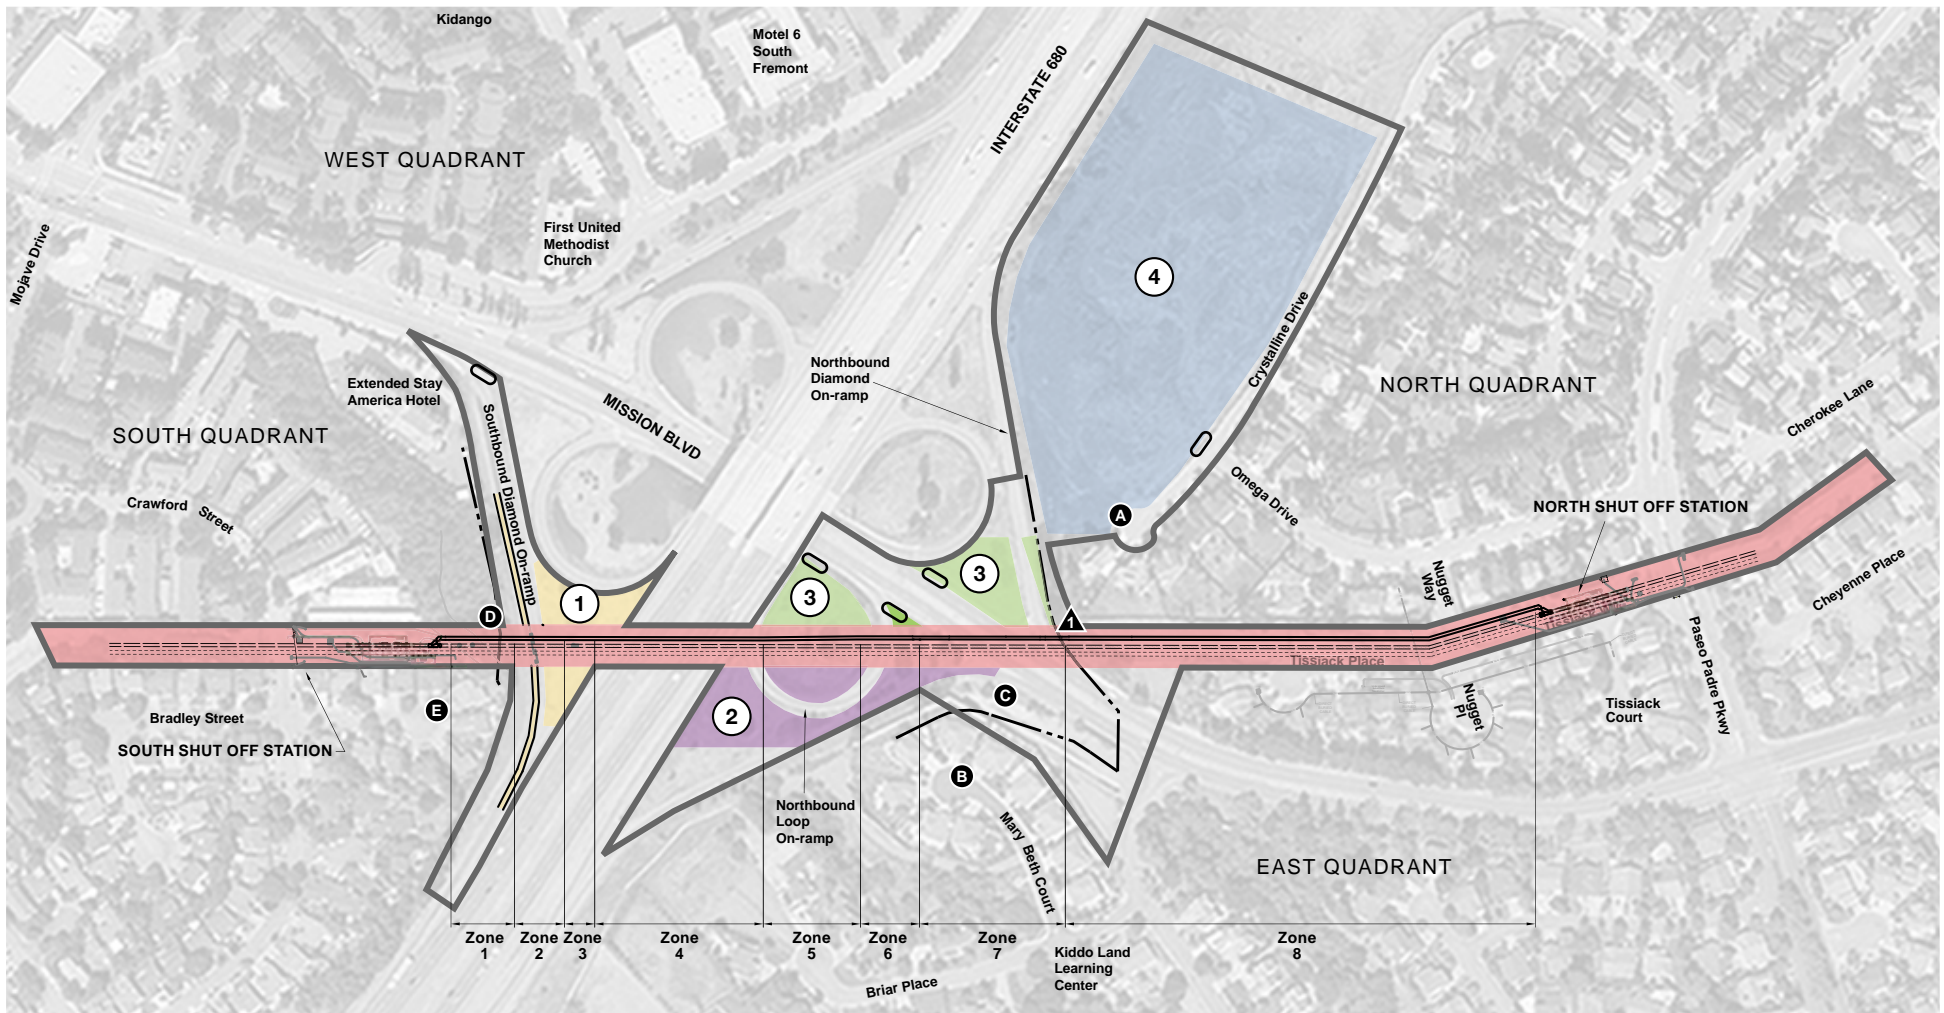 Kidango
Motel 6
South
Fremont
INTERSTATE 680
WEST QUADRANT
Mojave Drive
First United
Methodist
Church
4
Crystalline Drive
Northbound
Diamond
On-ramp
Extended Stay
America Hotel
MISSION BLVD
NORTH QUADRANT
Cherokee Lane
SOUTH QUADRANT
Southbound Diamond On-ramp
Crawford Street
Omega Drive
A
NORTH SHUT OFF STATION
Nugget
Way
Cheyenne Place
3
1
3
D
1
Tissiack Place
Paseo Padre Pkwy
E
2
C
Nugget
Pl
Tissiack
Court
Bradley Street
SOUTH SHUT OFF STATION
B
Northbound
Loop
On-ramp
Mary Beth Court
EAST QUADRANT
Zone
1
Zone
2
Zone
3
Zone
4
Zone
5
Zone
6
Zone
7
Zone
8
Kiddo Land
Learning
Center
Briar Place